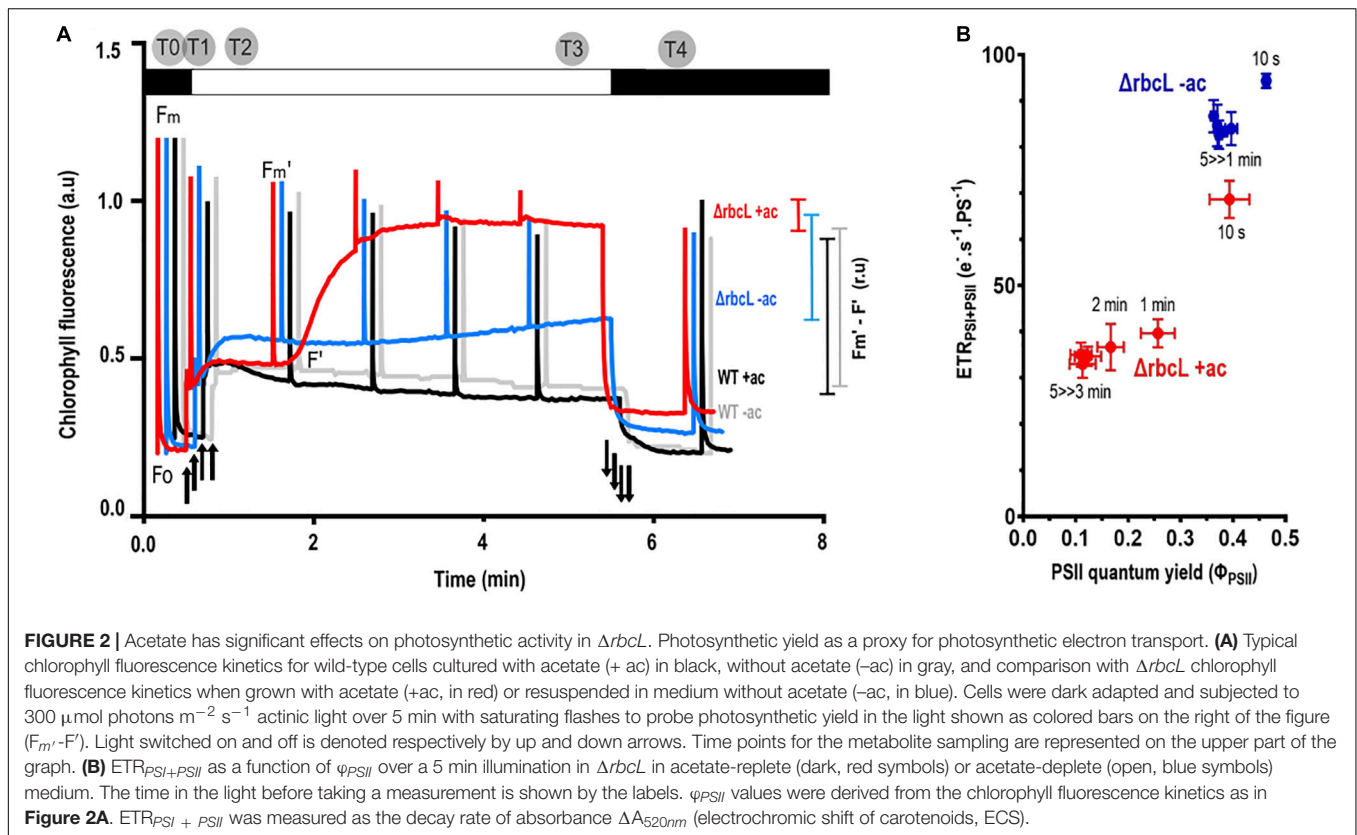 A
T0 T1 T2 T3 T4
1.5
1.0
0.5
0.0
Chlorophyll fluorescence (a.u)
Fm
Fm'
F'
Fo
ΔrbcL +ac
ΔrbcL -ac
WT +ac
WT -ac
Fm' - F' (r.u)
0 2 4 6 8
Time (min)
B
100
50
0
ETR PSI+PSII (e⁻.s⁻¹.PS⁻¹)
10 s
ΔrbcL -ac
5>>1 min
10 s
2 min 1 min
5>>3 min
ΔrbcL +ac
0.0 0.1 0.2 0.3 0.4 0.5
PSII quantum yield (Φ PSII)
FIGURE 2 | Acetate has significant effects on photosynthetic activity in ΔrbcL. Photosynthetic yield as a proxy for photosynthetic electron transport. (A) Typical
chlorophyll fluorescence kinetics for wild-type cells cultured with acetate (+ ac) in black, without acetate (–ac) in gray, and comparison with ΔrbcL chlorophyll
fluorescence kinetics when grown with acetate (+ac, in red) or resuspended in medium without acetate (–ac, in blue). Cells were dark adapted and subjected to
300 μmol photons m⁻² s⁻¹ actinic light over 5 min with saturating flashes to probe photosynthetic yield in the light shown as colored bars on the right of the figure
(Fm′ -F′). Light switched on and off is denoted respectively by up and down arrows. Time points for the metabolite sampling are represented on the upper part of the
graph. (B) ETR PSI+PSII as a function of φPSII over a 5 min illumination in ΔrbcL in acetate-replete (dark, red symbols) or acetate-deplete (open, blue symbols)
medium. The time in the light before taking a measurement is shown by the labels. φPSII values were derived from the chlorophyll fluorescence kinetics as in
Figure 2A. ETR PSI + PSII was measured as the decay rate of absorbance ΔA520nm (electrochromic shift of carotenoids, ECS).